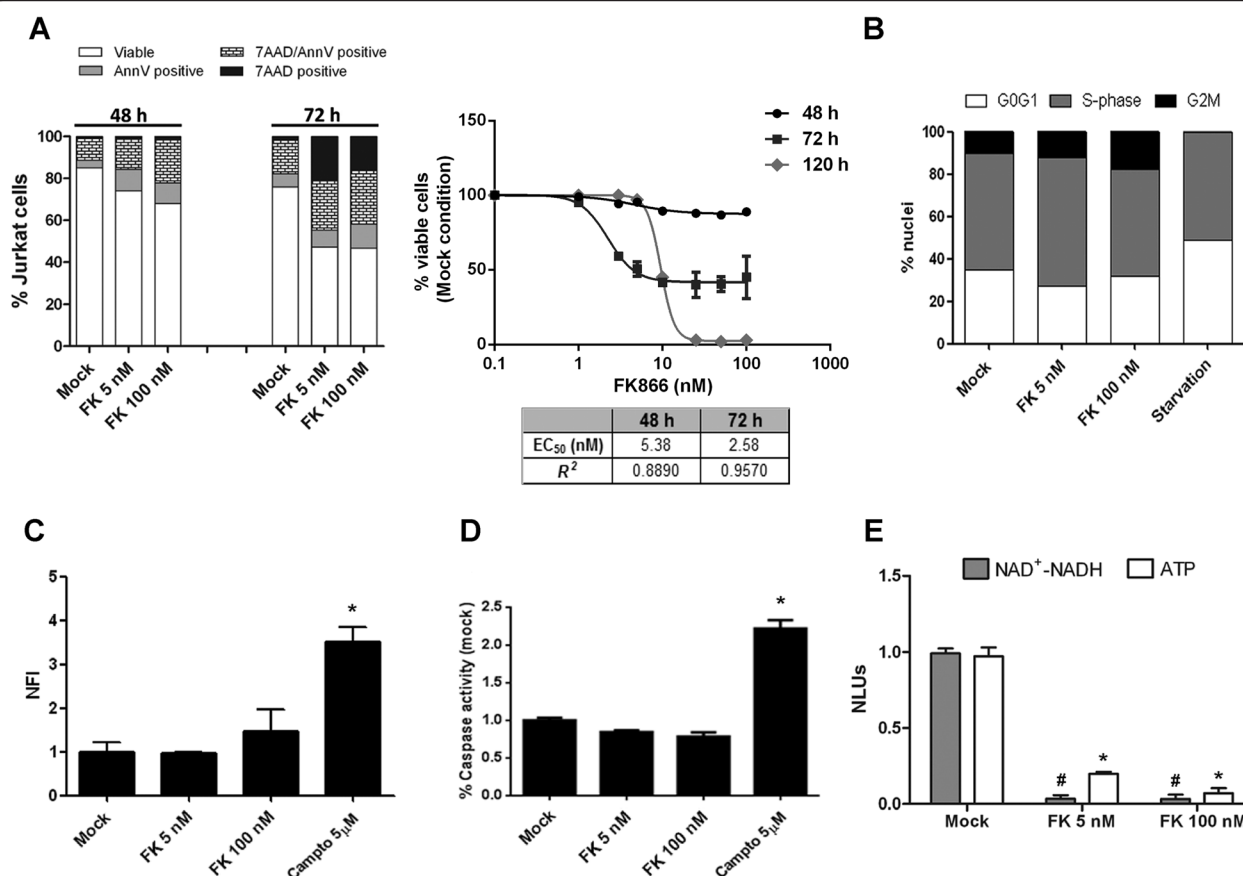 A
Viable
7AAD/AnnV positive
AnnV positive
7AAD positive
48 h
72 h
% Jurkat cells
100
80
60
40
20
0
Mock
FK 5 nM
FK 100 nM
Mock
FK 5 nM
FK 100 nM
48 h
72 h
120 h
% viable cells
(Mock condition)
150
100
50
0
0.1 1 10 100 1000
FK866 (nM)
48 h 72 h
EC50 (nM) 5.38 2.58
R2 0.8890 0.9570
B
G0G1 S-phase G2M
% nuclei
100
80
60
40
20
0
Mock
FK 5 nM
FK 100 nM
Starvation
C
NFI
5
4
3
2
1
0
*
Mock
FK 5 nM
FK 100 nM
Campto 5μM
D
% Caspase activity (mock)
2.5
2.0
1.5
1.0
0.5
0.0
*
Mock
FK 5 nM
FK 100 nM
Campto 5μM
E
NAD+-NADH ATP
NLUs
1.5
1.0
0.5
0.0
# *
# *
Mock FK 5 nM FK 100 nM